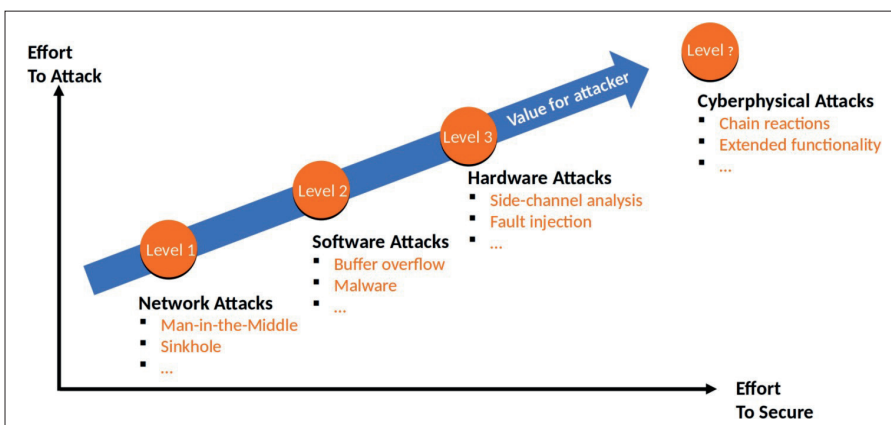 Effort
To Attack
Level 1
Network Attacks
▪ Man-in-the-Middle
▪ Sinkhole
▪ ...
Level 2
Software Attacks
▪ Buffer overflow
▪ Malware
▪ ...
Level 3
Hardware Attacks
▪ Side-channel analysis
▪ Fault injection
▪ ...
Value for attacker
Level ?
Cyberphysical Attacks
▪ Chain reactions
▪ Extended functionality
▪ ...
Effort
To Secure